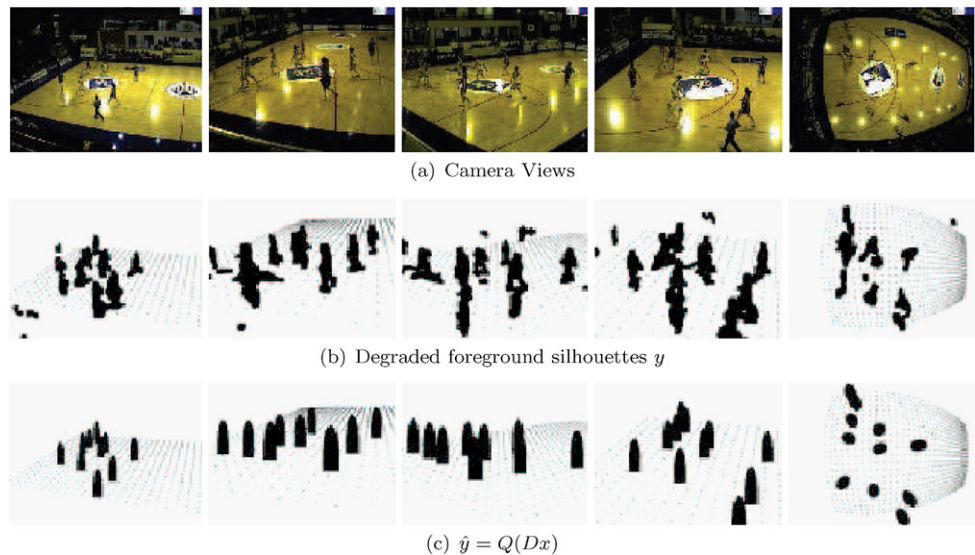 (a) Camera Views
(b) Degraded foreground silhouettes y
(c) ŷ = Q(Dx)